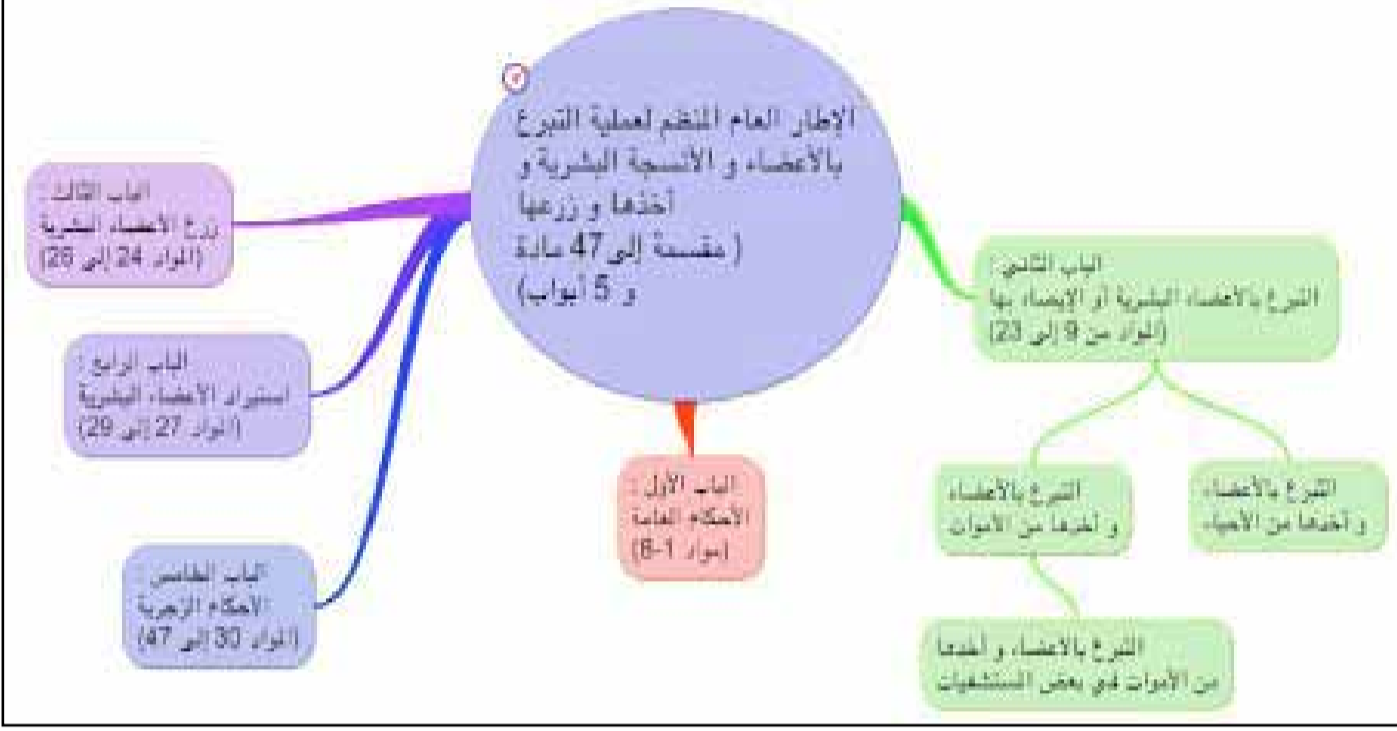 الإطار العام المنظم لعملية التبرع
بالأعضاء و الأنسجة البشرية و
أخذها و زرعها
( مقسمة إلى 47 مادة
و 5 أبواب)
الباب الأول :
الأحكام العامة
(مواد 1-8)
الباب الثاني :
التبرع بالأعضاء البشرية أو الإيصاء بها
(المواد من 9 إلى 23)
التبرع بالأعضاء
و أخدها من الأحياء
التبرع بالأعضاء
و أخدها من الأموات
التبرع بالأعضاء و أخدها
من الأموات في بعض المستشفيات
الباب الثالث :
زرع الأعضاء البشرية
(المواد 24 إلى 26)
الباب الرابع :
استيراد الأعضاء البشرية
(المواد 27 إلى 29)
الباب الخامس :
الأحكام الزجرية
(المواد 30 إلى 47)